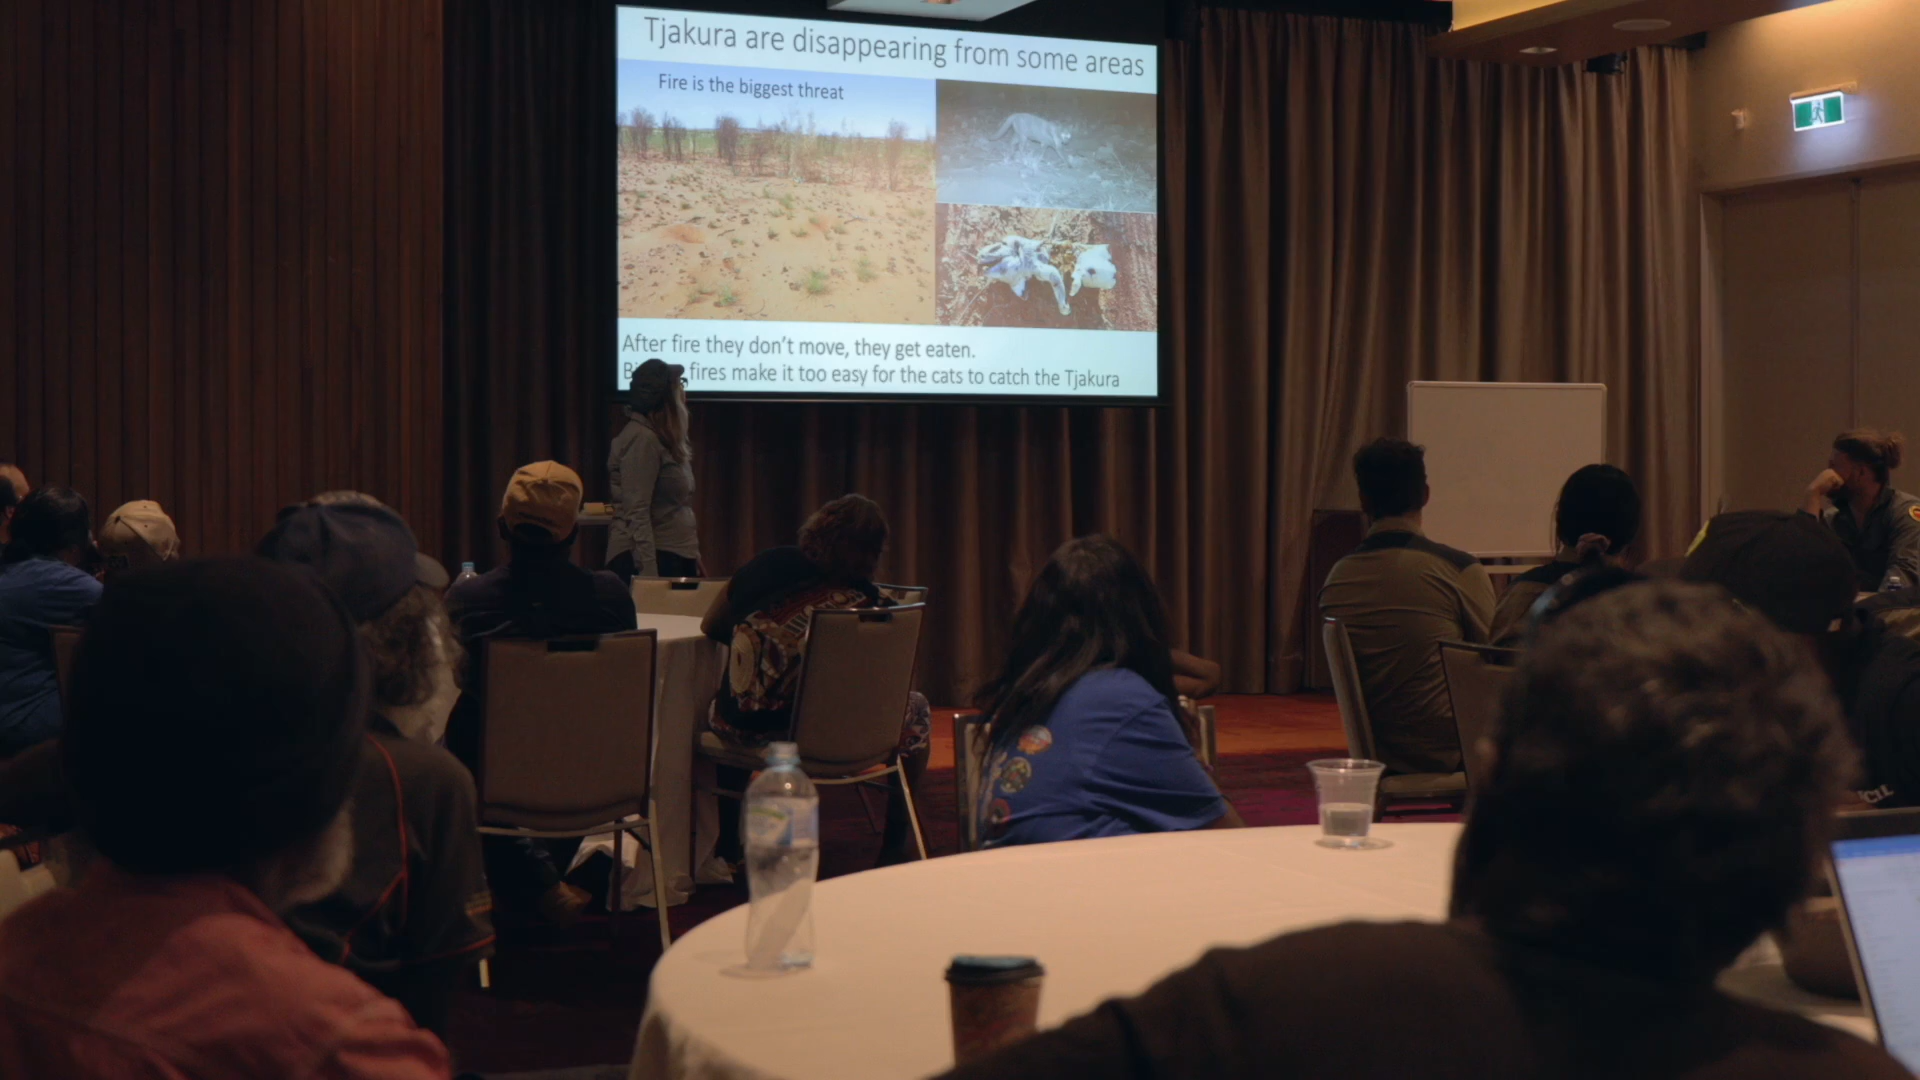 Tjakura are disappearing from some areas
Fire is the biggest threat
After fire they don't move, they get eaten.
fires make it too easy for the cats to catch the Tjakura